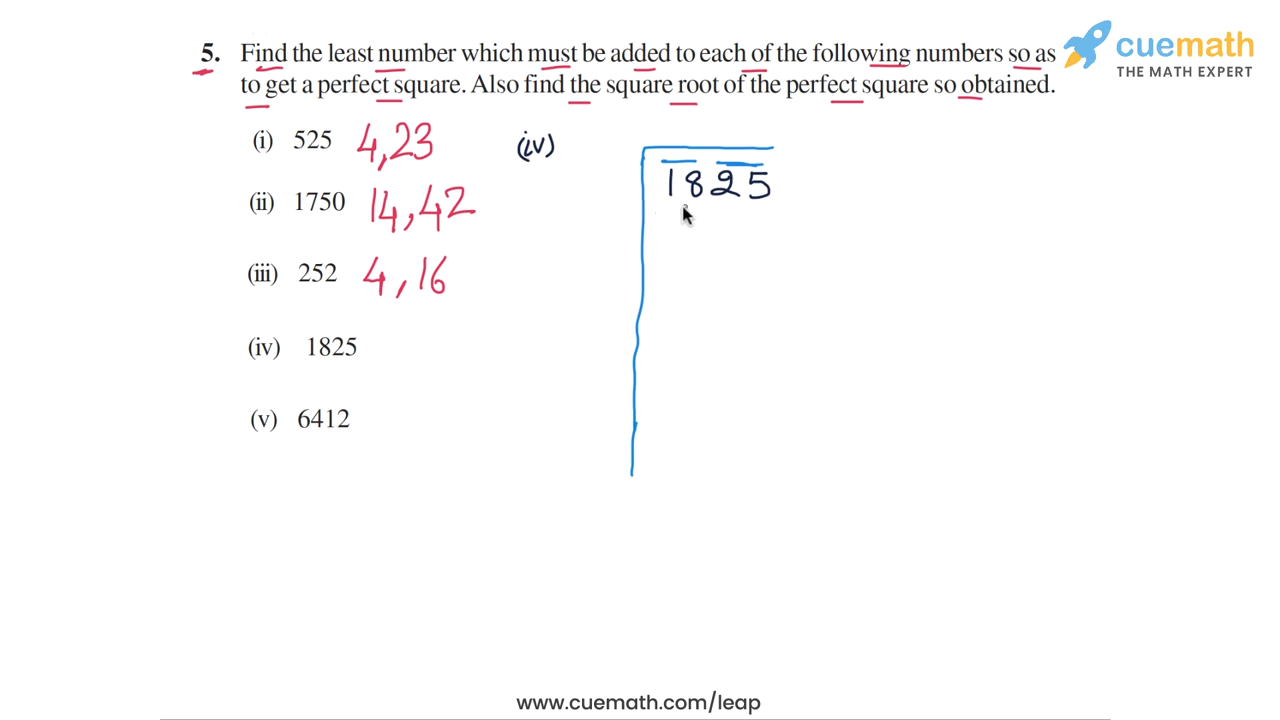 5. Find the least number which must be added to each of the following numbers so as
to get a perfect square. Also find the square root of the perfect square so obtained.
cuemath
THE MATH EXPERT
(i) 525 4,23
(ii) 1750 14,42
(iii) 252 4,16
(iv) 1825
(v) 6412
(iv)
1825
www.cuemath.com/leap